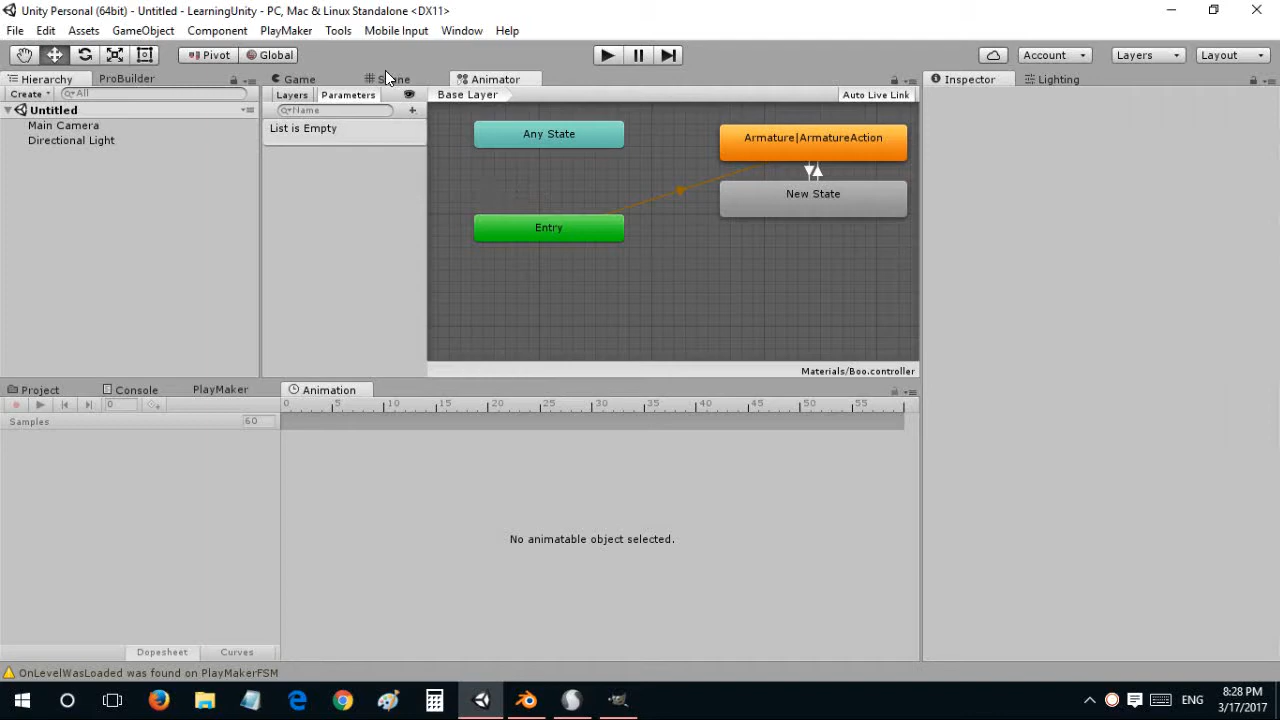 Unity Personal (64bit) - Untitled - LearningUnity - PC, Mac & Linux Standalone <DX11>
File Edit Assets GameObject Component PlayMaker Tools Mobile Input Window Help
Pivot Global Account Layers Layout
Hierarchy ProBuilder Game Scene Animator Inspector Lighting
Create All Layers Parameters Base Layer Auto Live Link
Untitled Name
Main Camera List is Empty Any State Armature|ArmatureAction
Directional Light
New State
Entry
Materials/Boo.controller
Project Console PlayMaker Animation
0 0 5 10 15 20 25 30 35 40 45 50 55
Samples 60
No animatable object selected.
Dopesheet Curves
OnLevelWasLoaded was found on PlayMakerFSM
ENG 8:28 PM
3/17/2017